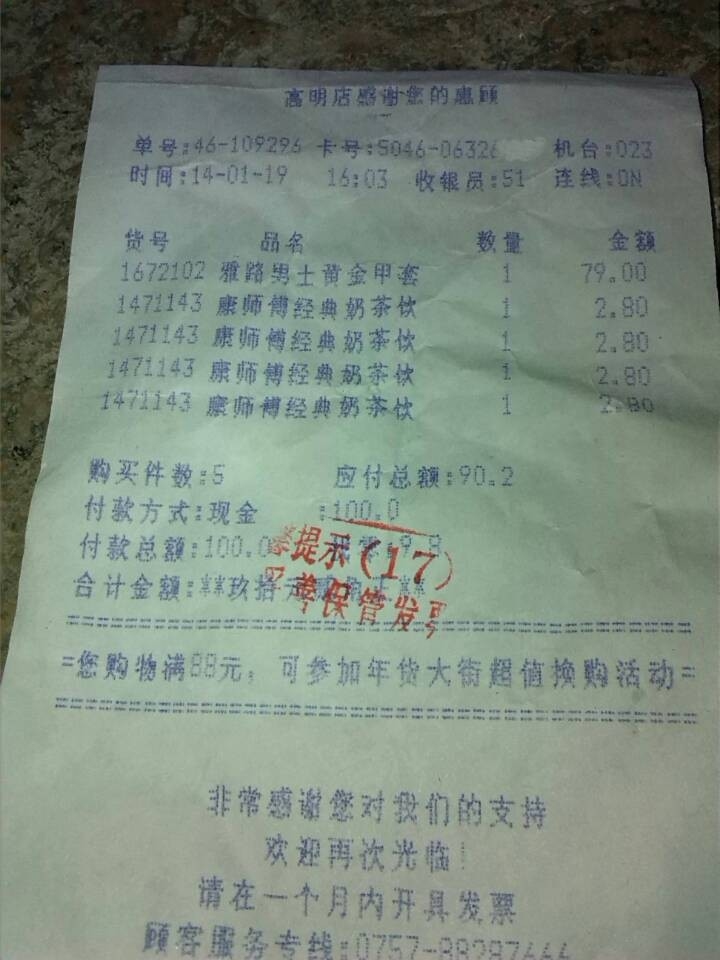 高明店感谢您的惠顾
单号:46-109296 卡号:5046-06326 机台:023
时间:14-01-19 16:03 收银员:51 连线:ON
货号 品名 数量 金额
1672102 雅路男士黄金甲套 1 79.00
1471143 康师傅经典奶茶饮 1 2.80
1471143 康师傅经典奶茶饮 1 2.80
1471143 康师傅经典奶茶饮 1 2.80
1471143 康师傅经典奶茶饮 1 2.80
购买件数:5 应付总额:90.2
付款方式:现金 :100.0
付款总额:100.0 :9.8
提示(17)
合计金额:**玖拾元 **
保管发票
=您购物满88元，可参加年货大街超值换购活动=
非常感谢您对我们的支持
欢迎再次光临!
请在一个月内开具发票
顾客服务专线:0757-88287666